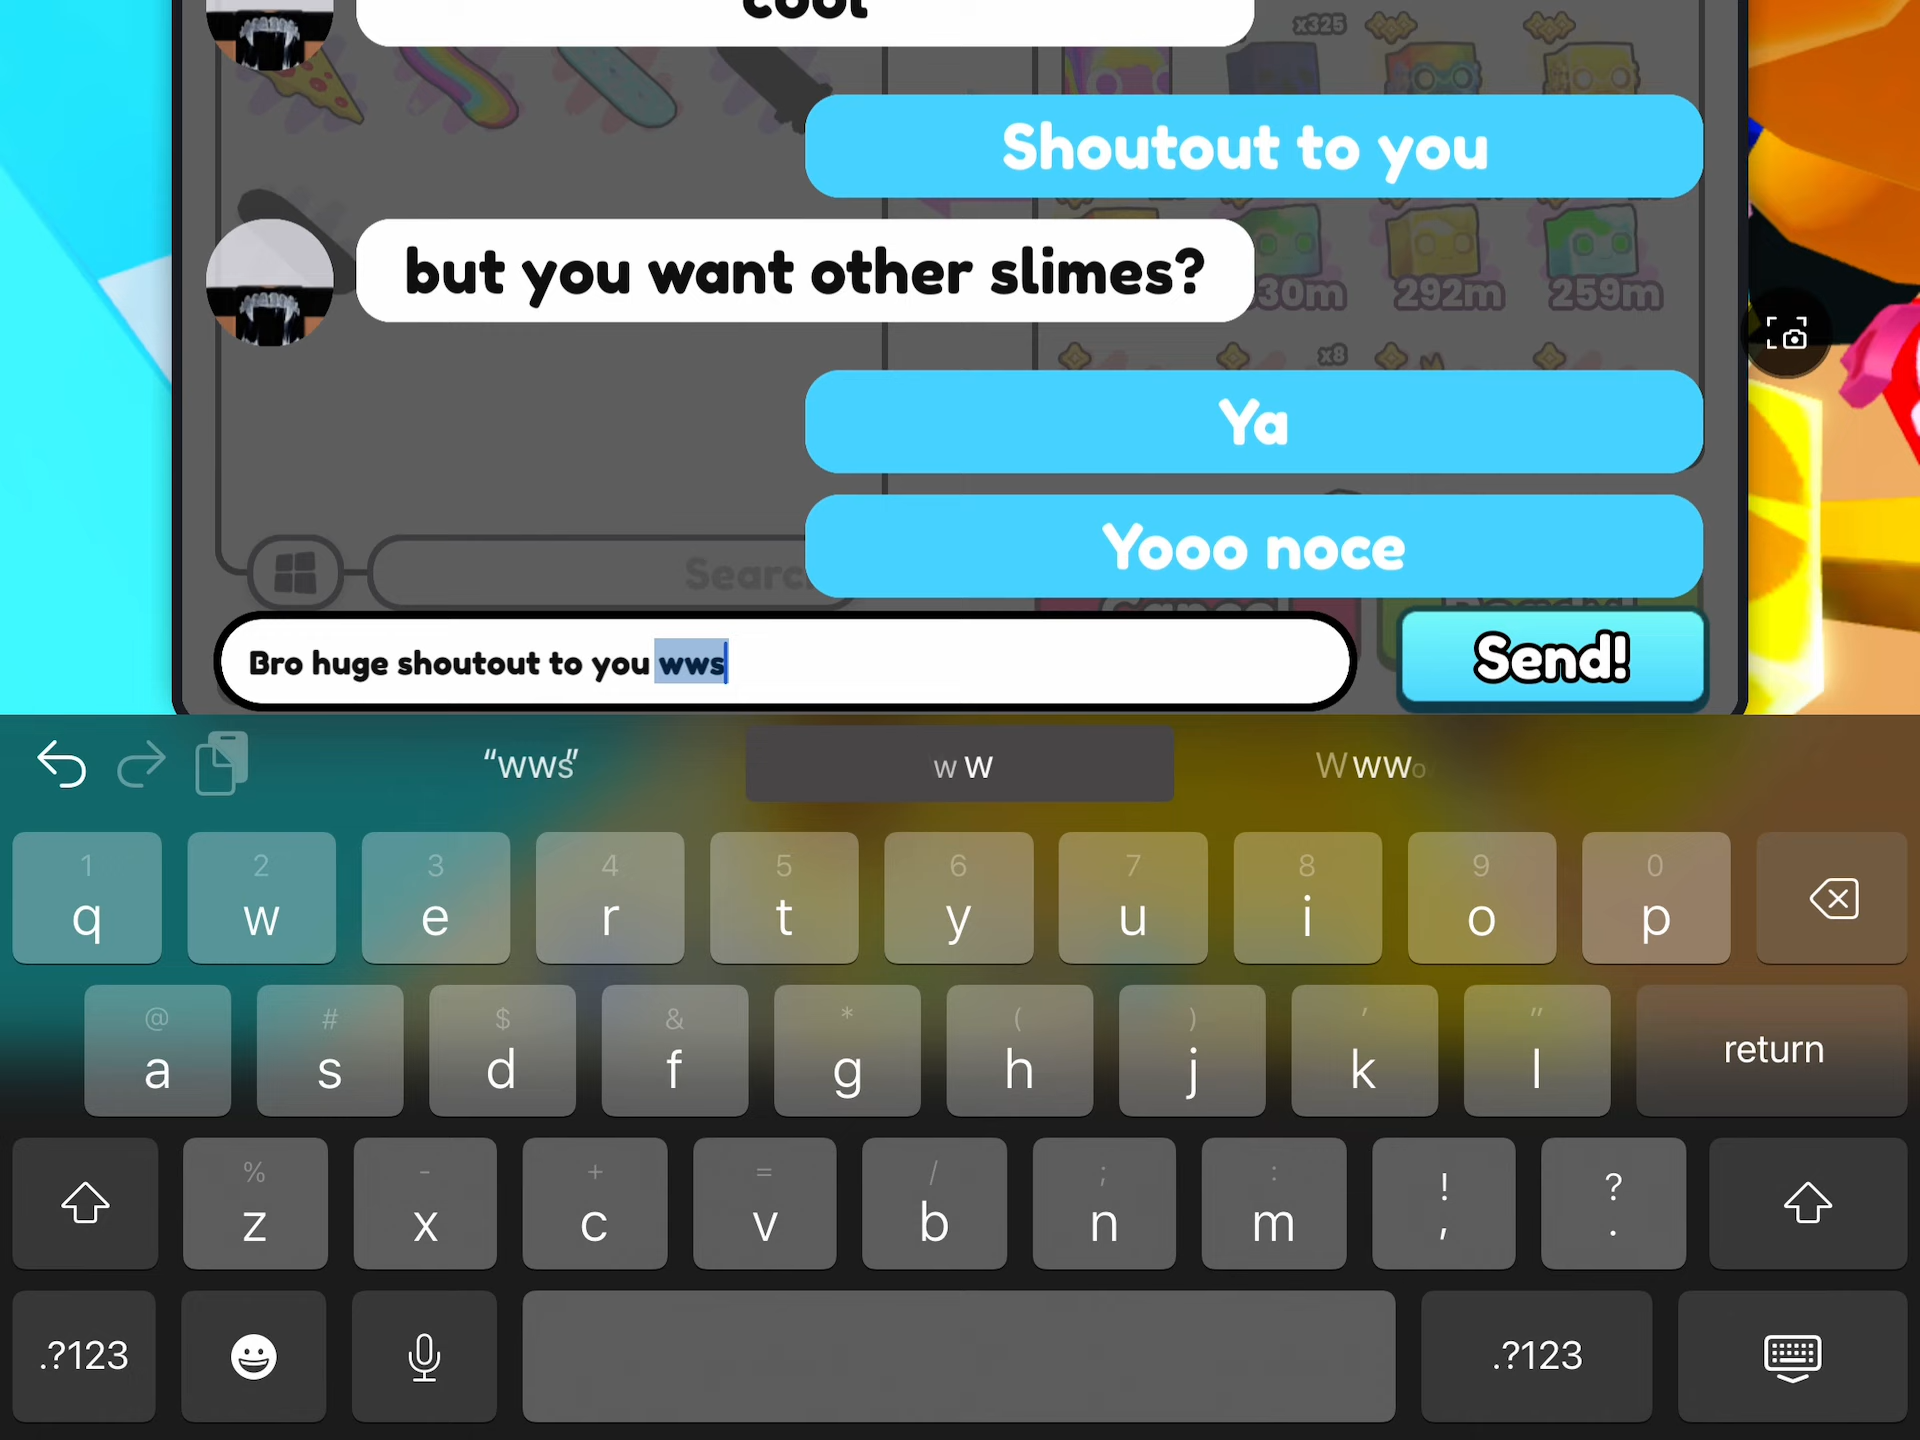 cool
x325
Shoutout to you
but you want other slimes?
30m
292m
259m
x8
Ya
Yooo noce
Search
Bro huge shoutout to you wws
Send!
“wws”
w W
W ww
1 2 3 4 5 6 7 8 9 0
q w e r t y u i o p
@ # $ & * ( ) ' "
a s d f g h j k l
return
% - + = / ; : ! ?
z x c v b n m , .
.?123
.?123